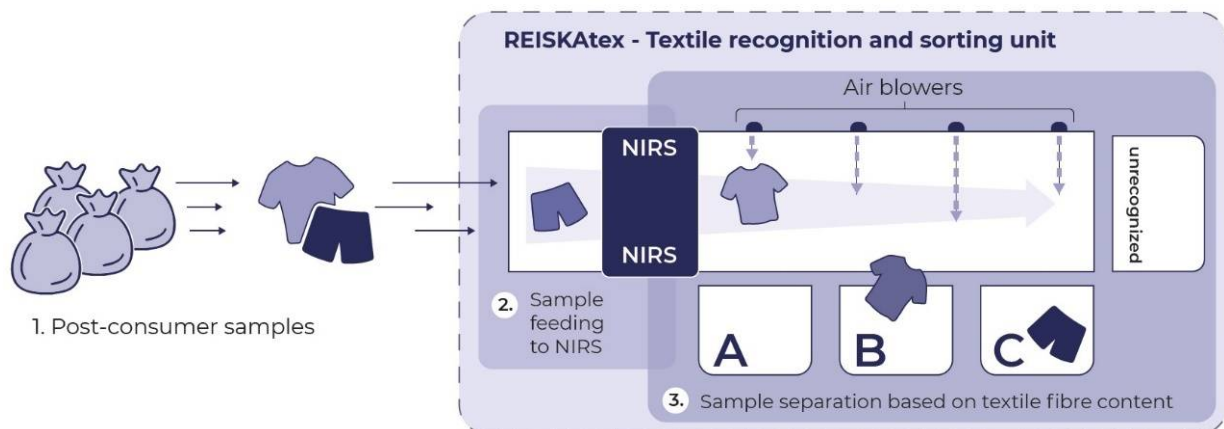 REISKAtex - Textile recognition and sorting unit
Air blowers
NIRS
NIRS
unrecognized
1. Post-consumer samples
2. Sample
feeding
to NIRS
A
B
C
3. Sample separation based on textile fibre content